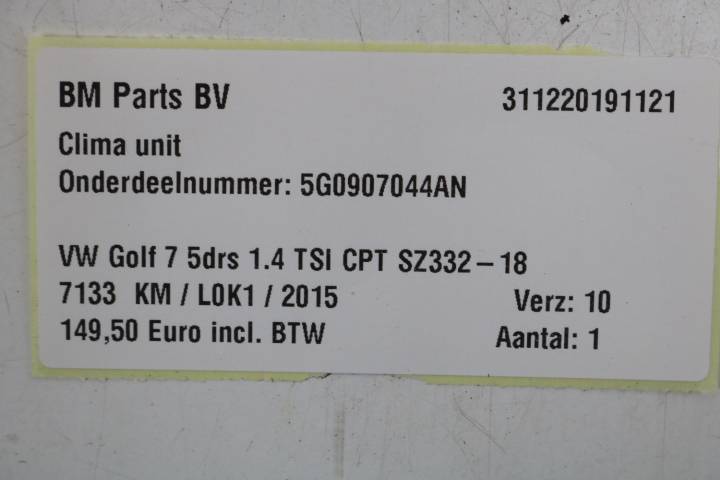 BM Parts BV 311220191121
Clima unit
Onderdeelnummer: 5G0907044AN
VW Golf 7 5drs 1.4 TSI CPT SZ332-18
7133 KM / L0K1 / 2015 Verz: 10
149,50 Euro incl. BTW Aantal: 1